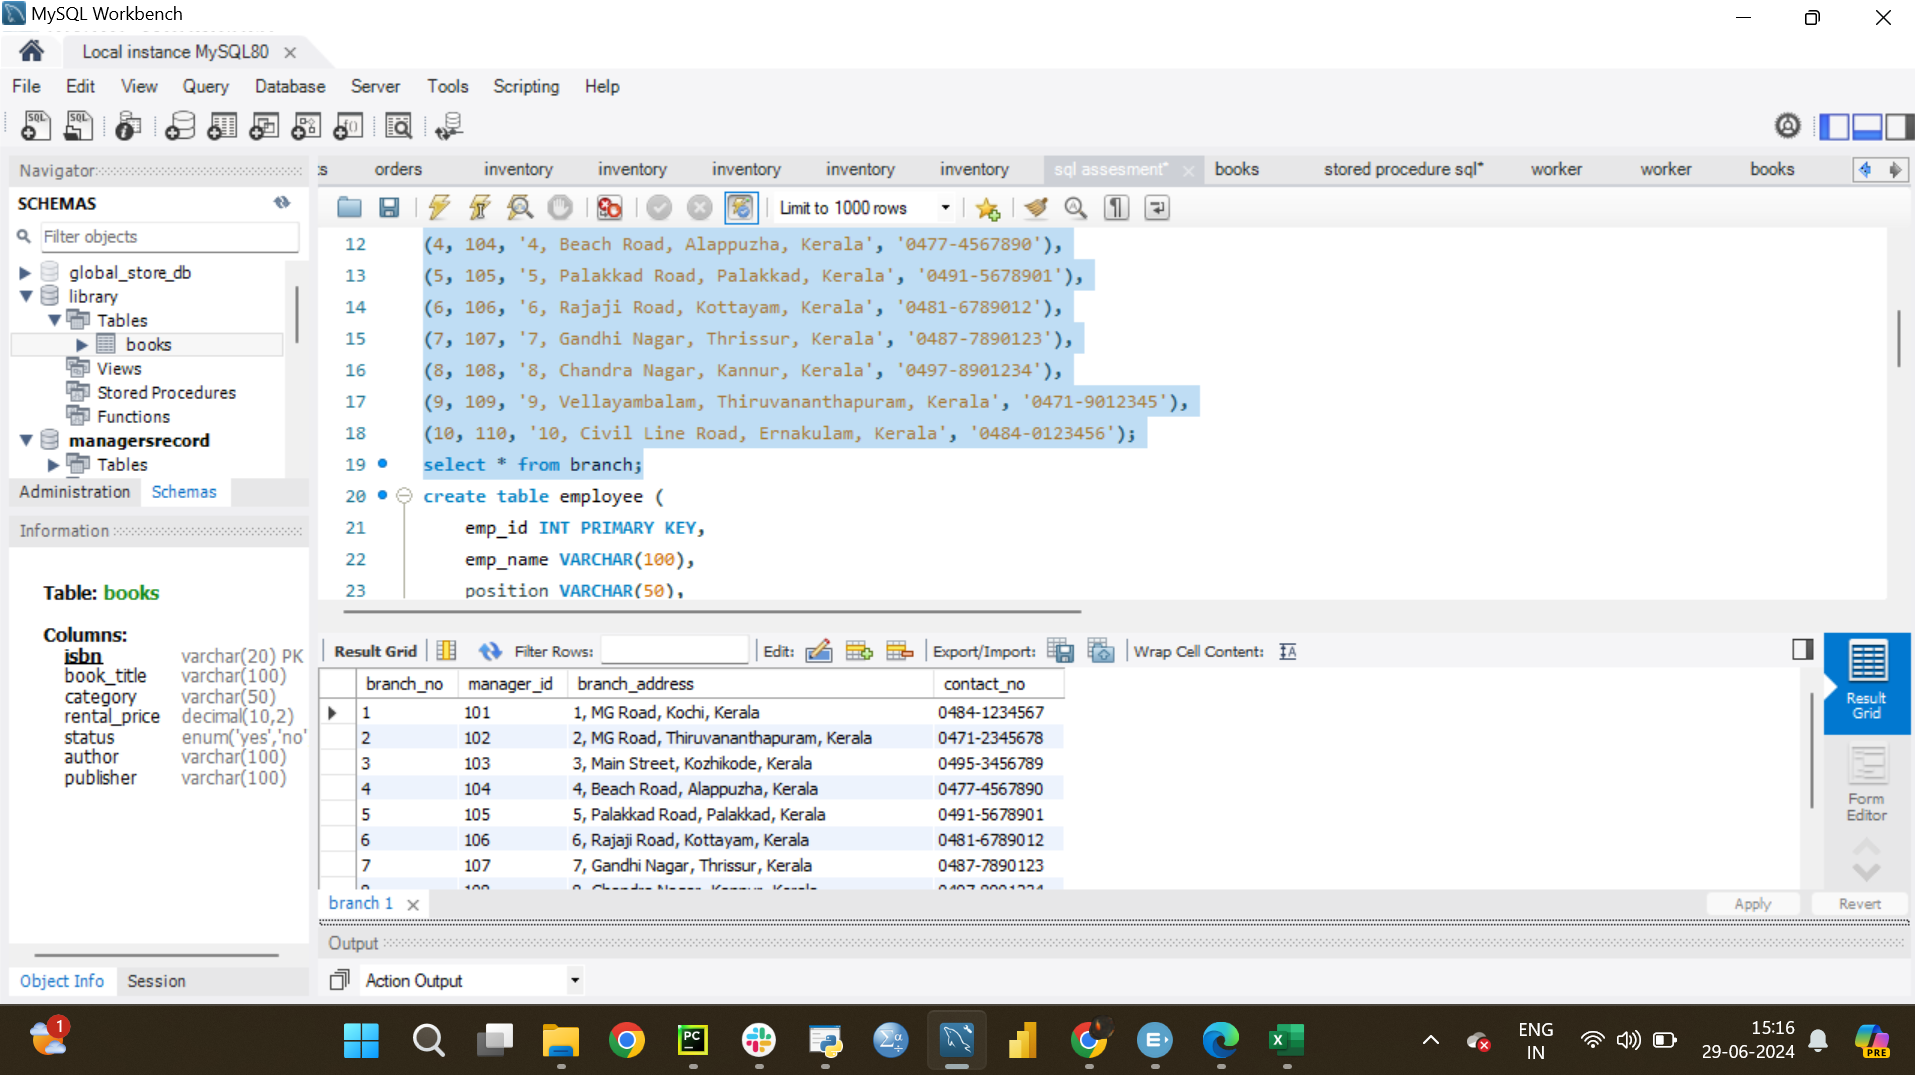 MySQL Workbench
Local instance MySQL80
File Edit View Query Database Server Tools Scripting Help
Navigator
SCHEMAS
Filter objects
global_store_db
library
Tables
books
Views
Stored Procedures
Functions
managersrecord
Tables
Administration Schemas
Information
Table: books
Columns:
isbn varchar(20) PK
book_title varchar(100)
category varchar(50)
rental_price decimal(10,2)
status enum('yes','no'
author varchar(100)
publisher varchar(100)
Object Info Session
orders inventory inventory inventory inventory inventory sql assesment* books stored procedure sql* worker worker books
Limit to 1000 rows
12 (4, 104, '4, Beach Road, Alappuzha, Kerala', '0477-4567890'),
13 (5, 105, '5, Palakkad Road, Palakkad, Kerala', '0491-5678901'),
14 (6, 106, '6, Rajaji Road, Kottayam, Kerala', '0481-6789012'),
15 (7, 107, '7, Gandhi Nagar, Thrissur, Kerala', '0487-7890123'),
16 (8, 108, '8, Chandra Nagar, Kannur, Kerala', '0497-8901234'),
17 (9, 109, '9, Vellayambalam, Thiruvananthapuram, Kerala', '0471-9012345'),
18 (10, 110, '10, Civil Line Road, Ernakulam, Kerala', '0484-0123456');
19 select * from branch;
20 create table employee (
21 emp_id INT PRIMARY KEY,
22 emp_name VARCHAR(100),
23 position VARCHAR(50),
Result Grid Filter Rows: Edit: Export/Import: Wrap Cell Content:
branch_no manager_id branch_address contact_no
1 101 1, MG Road, Kochi, Kerala 0484-1234567
2 102 2, MG Road, Thiruvananthapuram, Kerala 0471-2345678
3 103 3, Main Street, Kozhikode, Kerala 0495-3456789
4 104 4, Beach Road, Alappuzha, Kerala 0477-4567890
5 105 5, Palakkad Road, Palakkad, Kerala 0491-5678901
6 106 6, Rajaji Road, Kottayam, Kerala 0481-6789012
7 107 7, Gandhi Nagar, Thrissur, Kerala 0487-7890123
Result
Grid
Form
Editor
branch 1
Apply Revert
Output
Action Output
1
ENG
IN
15:16
29-06-2024
PRE